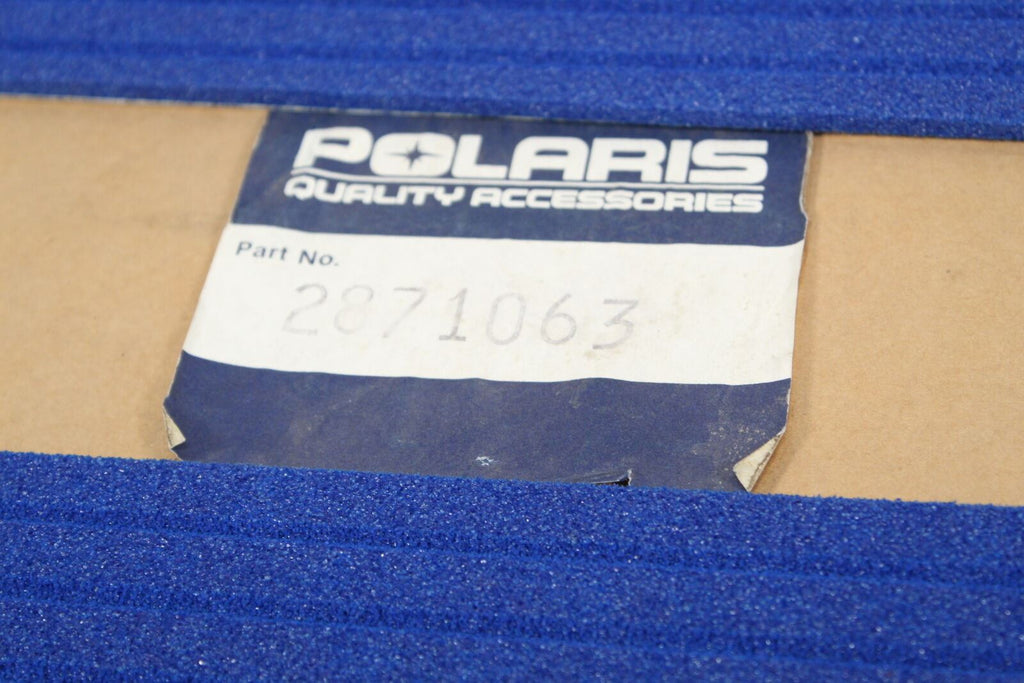 POLARIS
QUALITY ACCESSORIES
Part No.
2871063